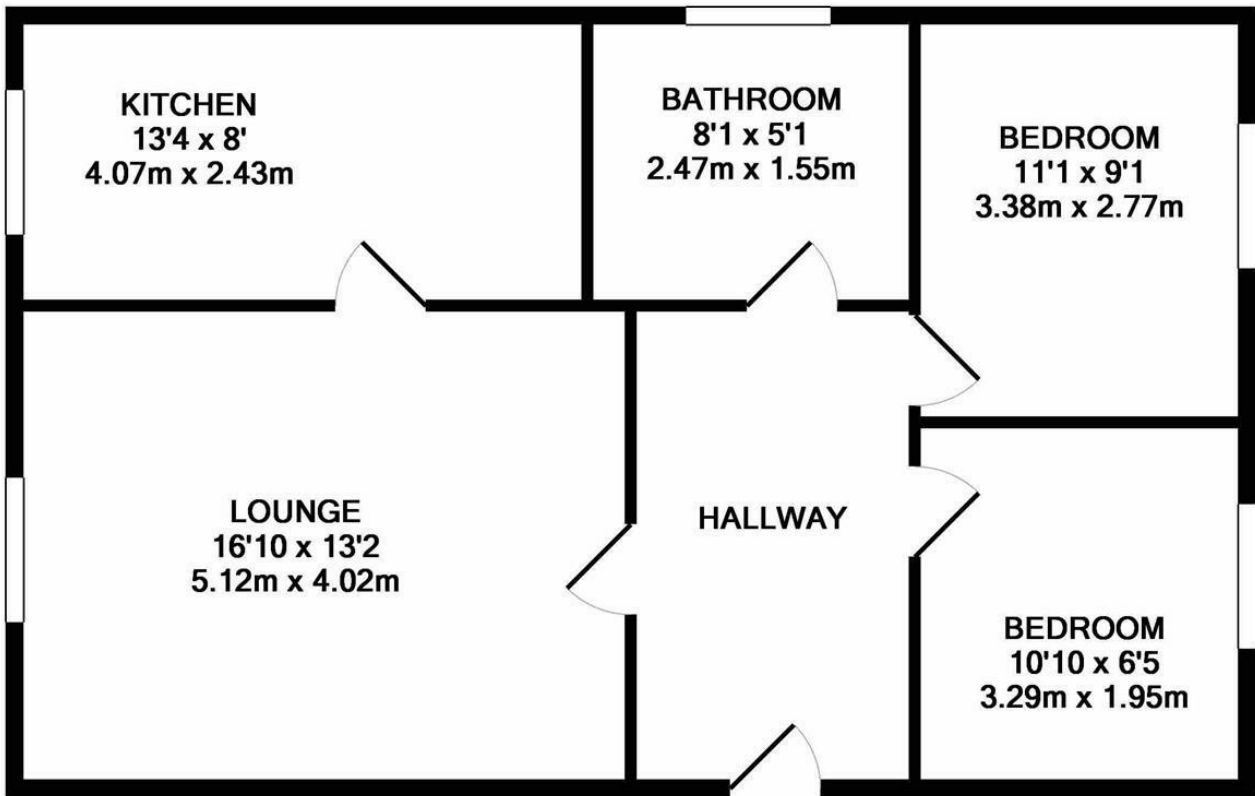 KITCHEN
13'4 x 8'
4.07m x 2.43m
BATHROOM
8'1 x 5'1
2.47m x 1.55m
BEDROOM
11'1 x 9'1
3.38m x 2.77m
LOUNGE
16'10 x 13'2
5.12m x 4.02m
HALLWAY
BEDROOM
10'10 x 6'5
3.29m x 1.95m